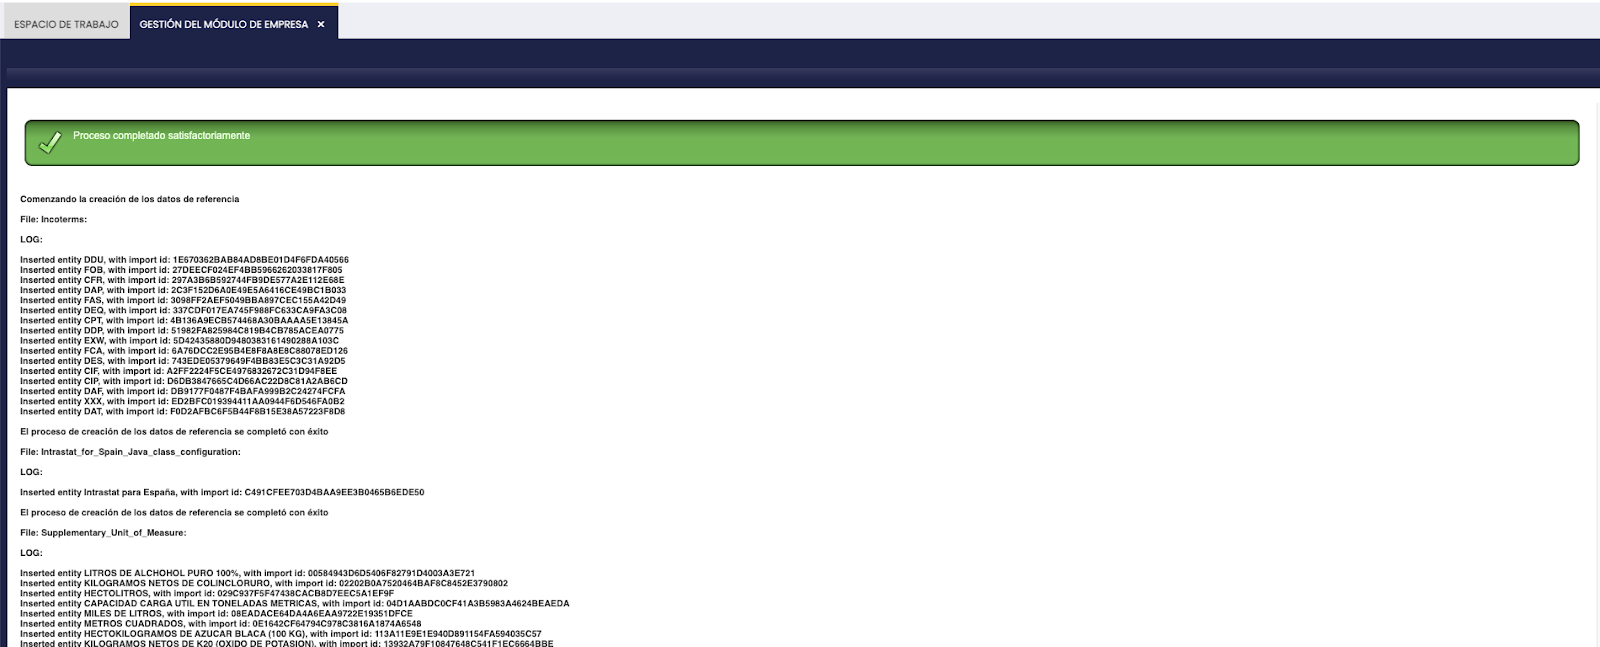 ESPACIO DE TRABAJO
GESTIÓN DEL MÓDULO DE EMPRESA ×
Proceso completado satisfactoriamente
Comenzando la creación de los datos de referencia
File: Incoterms:
LOG:
Inserted entity DDU, with import id: 1E670362BAB84AD8BE01D4F6FDA40566
Inserted entity FOB, with import id: 27DEECF024EF4BB5966262033817F805
Inserted entity CFR, with import id: 297A3B6B592744FB9DE577A2E112E68E
Inserted entity DAP, with import id: 2C3F152D6A0E49E5A6416CE49BC1B033
Inserted entity FAS, with import id: 3098FF2AEF5049BBA897CEC155A42D49
Inserted entity DEQ, with import id: 337CDF017EA745F988FC633CA9FA3C08
Inserted entity CPT, with import id: 4B136A9ECB574468A30BAAAA5E13845A
Inserted entity DDP, with import id: 51982FA825984C819B4CB785ACEA0775
Inserted entity EXW, with import id: 5D42435880D9480383161490288A103C
Inserted entity FCA, with import id: 6A76DCC2E95B4E8F8A8E8C88078ED126
Inserted entity DES, with import id: 743EDE05379649F4BB83E5C3C31A92D5
Inserted entity CIF, with import id: A2FF2224F5CE4976832672C31D94F8EE
Inserted entity CIP, with import id: D6DB3847665C4D66AC22D8C81A2AB6CD
Inserted entity DAF, with import id: DB9177F0487F4BAFA999B2C24274FCFA
Inserted entity XXX, with import id: ED2BFC019394411AA0944F6D546FA0B2
Inserted entity DAT, with import id: F0D2AFBC6F5B44F8B15E38A57223F8D8
El proceso de creación de los datos de referencia se completó con éxito
File: Intrastat_for_Spain_Java_class_configuration:
LOG:
Inserted entity Intrastat para España, with import id: C491CFEE703D4BAA9EE3B0465B6EDE50
El proceso de creación de los datos de referencia se completó con éxito
File: Supplementary_Unit_of_Measure:
LOG:
Inserted entity LITROS DE ALCHOHOL PURO 100%, with import id: 00584943D6D5406F82791D4003A3E721
Inserted entity KILOGRAMOS NETOS DE COLINCLORURO, with import id: 02202B0A7520464BAF8C8452E3790802
Inserted entity HECTOLITROS, with import id: 029C937F5F47438CACB8D7EEC5A1EF9F
Inserted entity CAPACIDAD CARGA UTIL EN TONELADAS METRICAS, with import id: 04D1AABDC0CF41A3B5983A4624BEAEDA
Inserted entity MILES DE LITROS, with import id: 08EADACE64DA4A6EAA9722E19351DFCE
Inserted entity METROS CUADRADOS, with import id: 0E1642CF64794C978C3816A1874A6548
Inserted entity HECTOKILOGRAMOS DE AZUCAR BLACA (100 KG), with import id: 113A11E9E1E940D891154FA594035C57
Inserted entity KILOGRAMOS NETOS DE K20 (OXIDO DE POTASION), with import id: 13932A79F10847648C541F1EC6664BBE